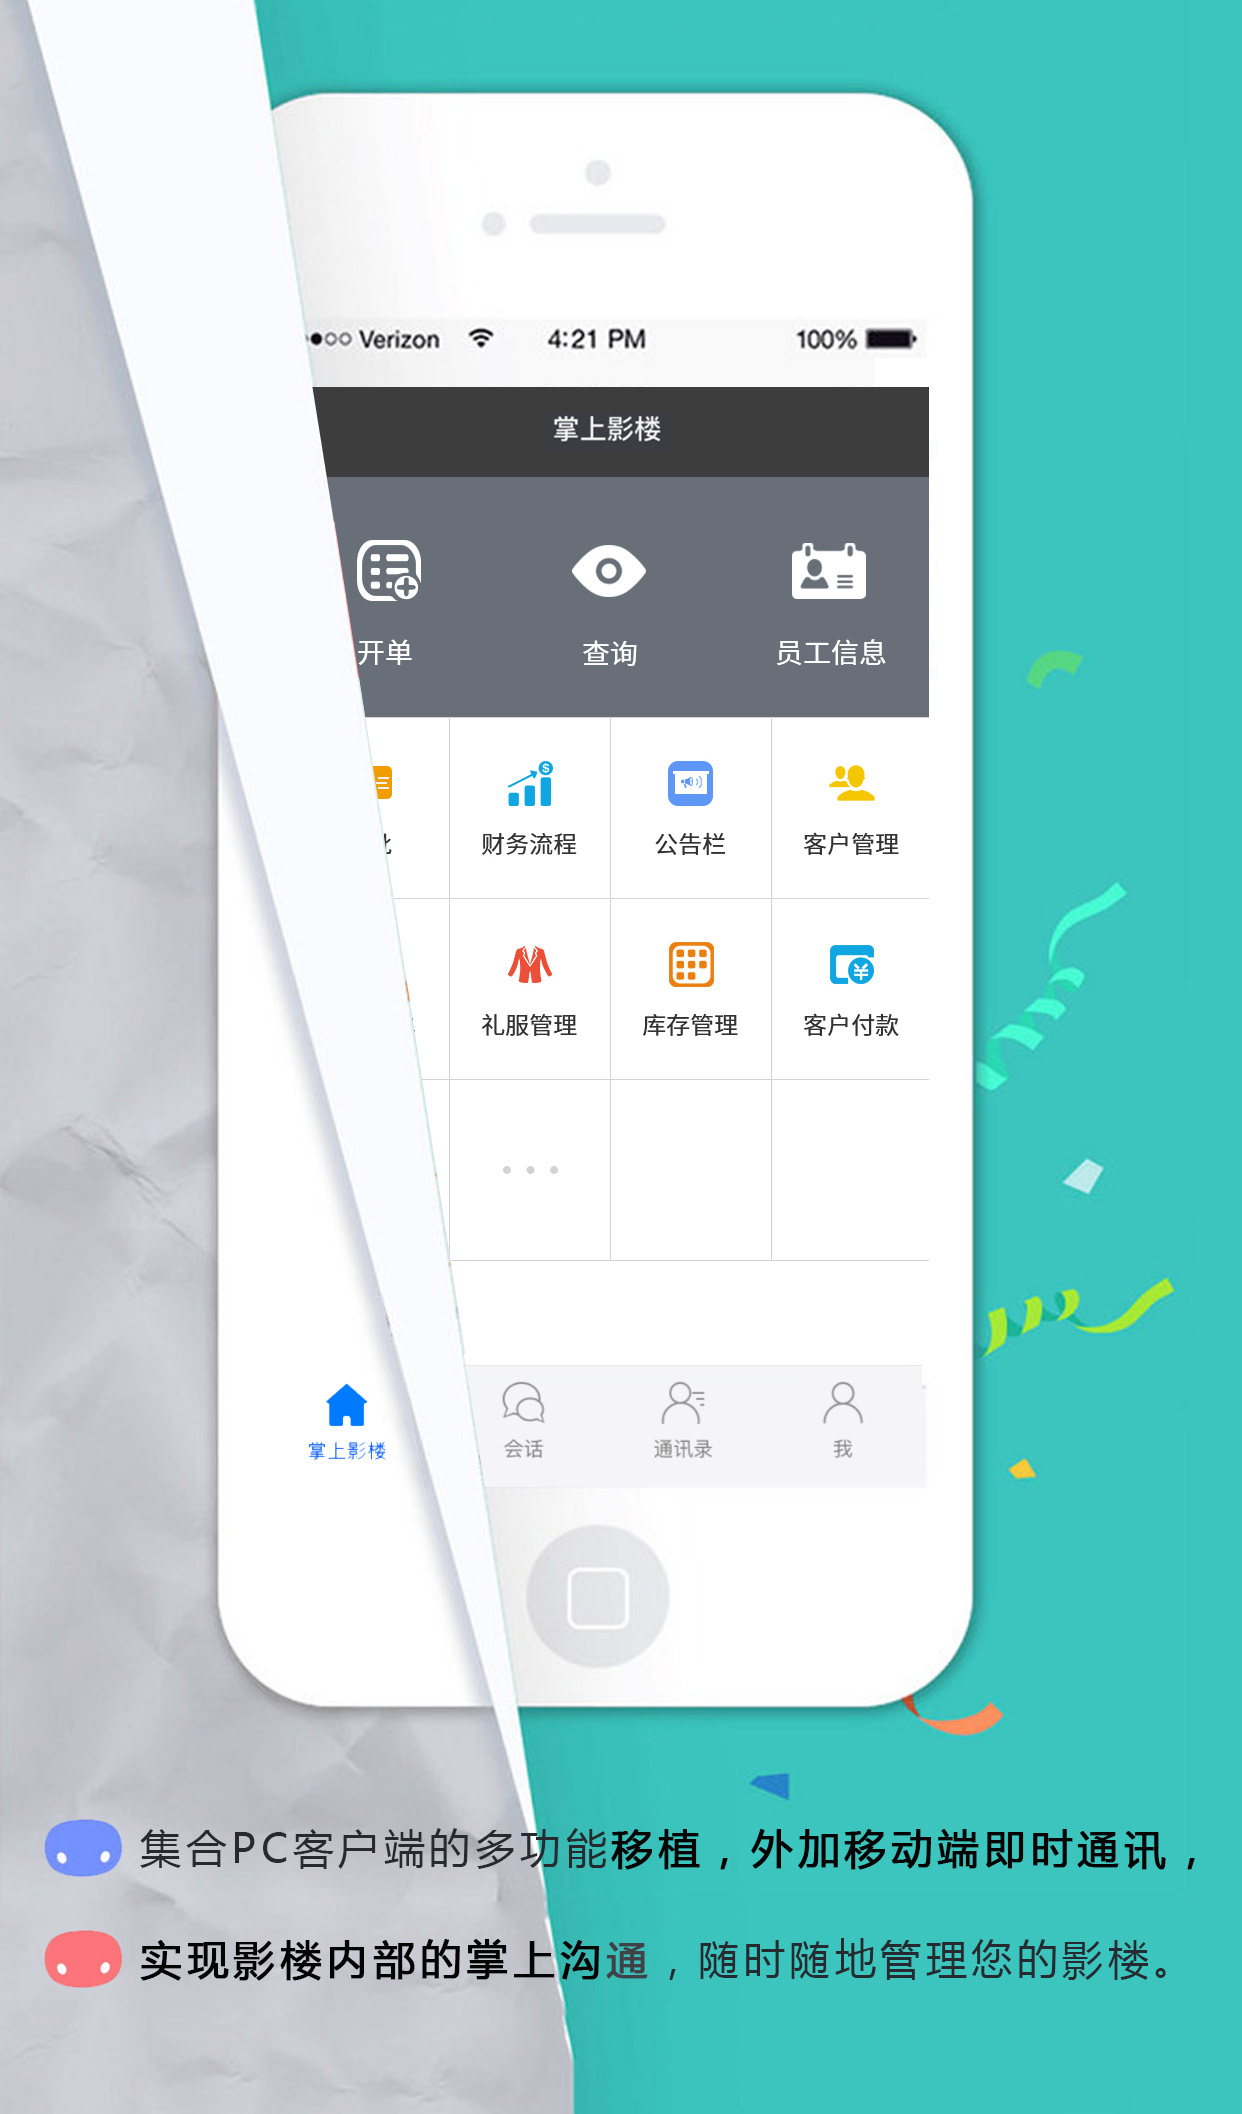 Verizon 4:21 PM 100%
掌上影楼
开单 查询 员工信息
财务流程 公告栏 客户管理
礼服管理 库存管理 客户付款
掌上影楼 会话 通讯录 我
集合PC客户端的多功能移植，外加移动端即时通讯，
实现影楼内部的掌上沟通，随时随地管理您的影楼。